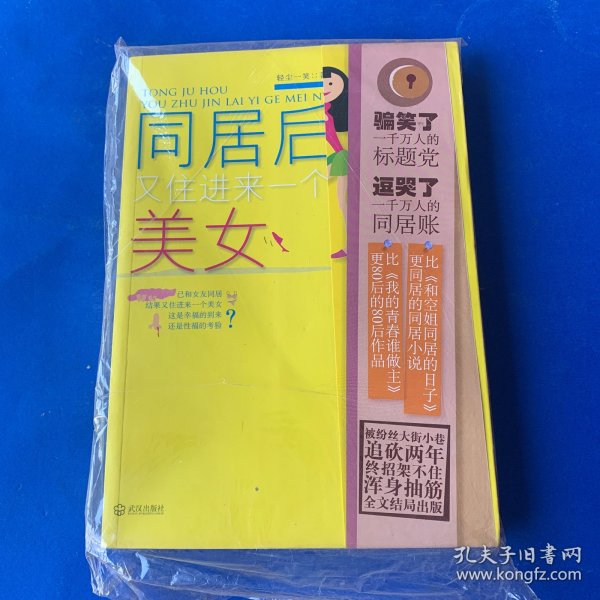 轻尘一笑::著
TONG JU HOU
YOU ZHU JIN LAI YI GE MEI N
同居后
又住进来一个
美女
已和女友同居
结果又住进来一个美女
这是幸福的到来
还是性福的考验
?
武汉出版社
骗笑了
一千万人的
标题党
逗哭了
一千万人的
同居账
比《和空姐同居的日子》
更同居的同居小说
比《我的青春谁做主》
更80后的80后作品
被纷丝大街小巷
追砍两年
终招架不住
浑身抽筋
全文结局出版
孔夫子旧书网
www.kongfz.com